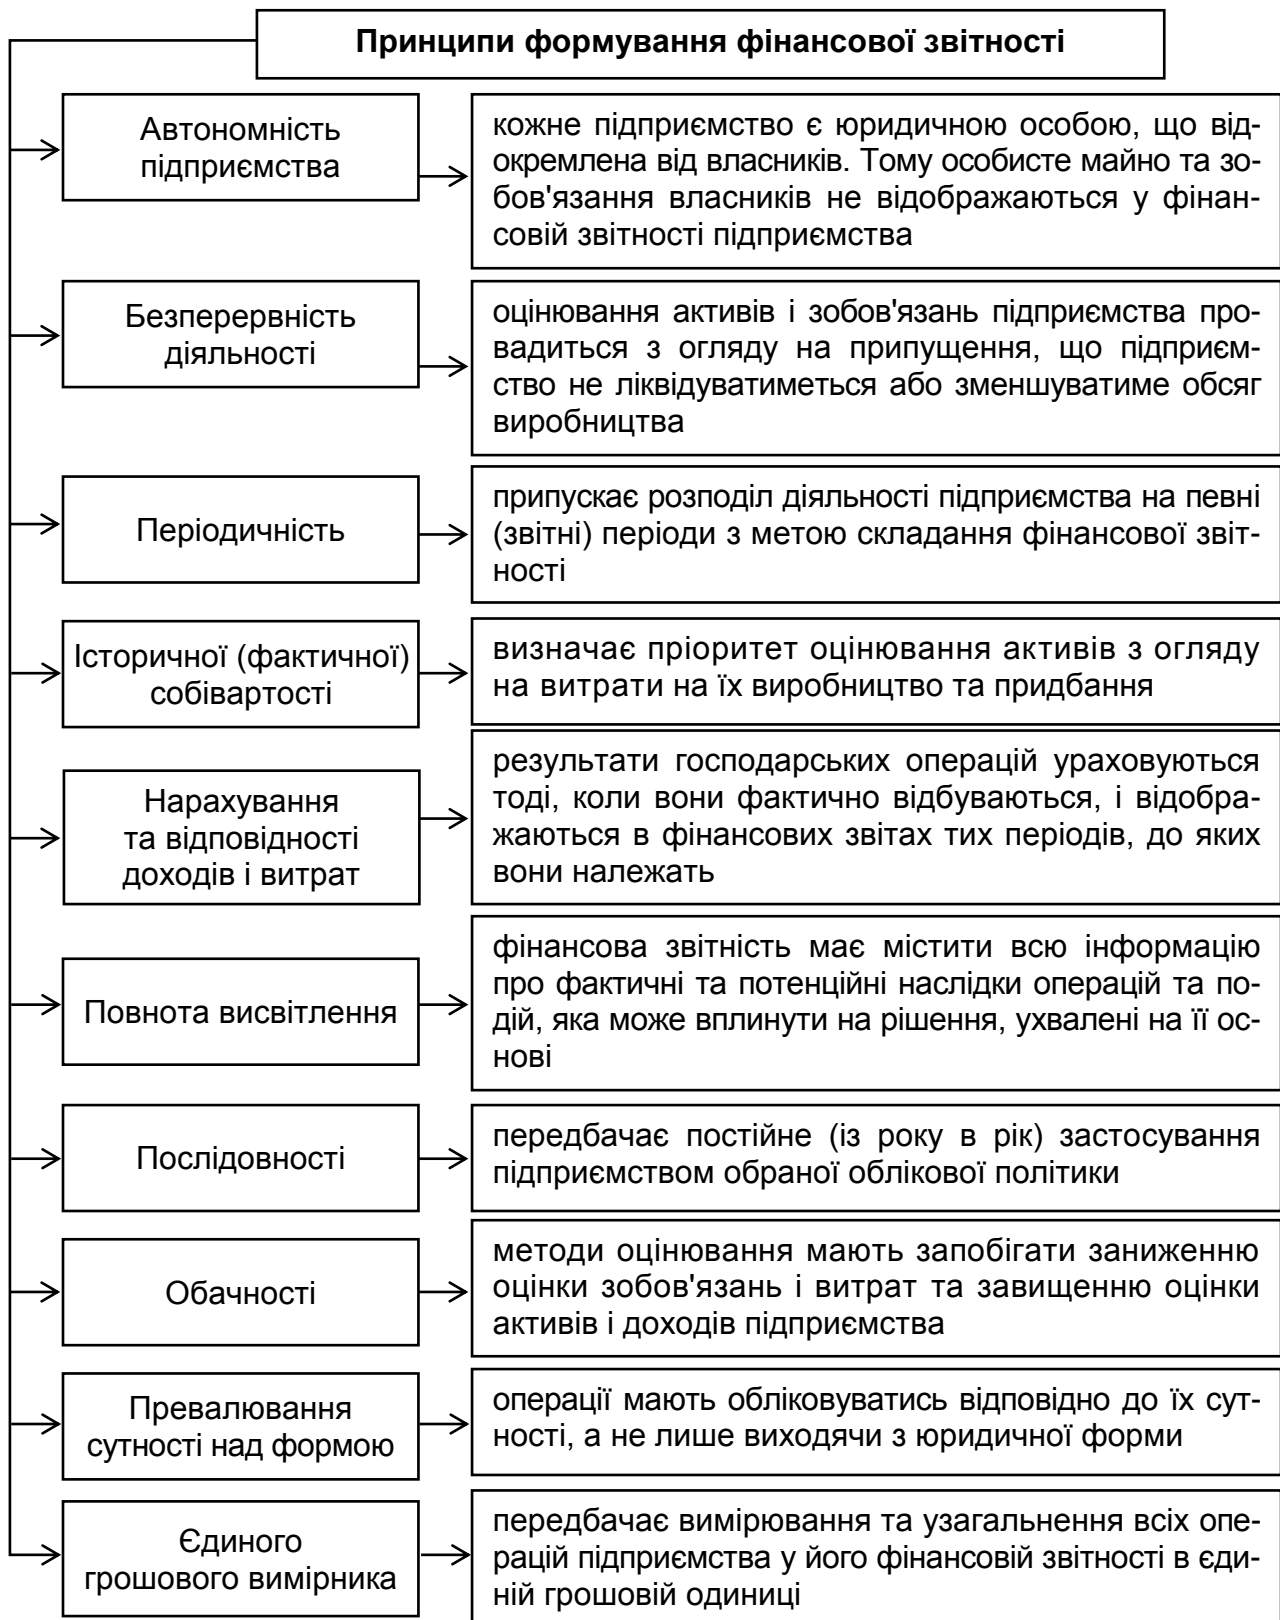 Принципи формування фінансової звітності
Автономність
підприємства
кожне підприємство є юридичною особою, що від-
окремлена від власників. Тому особисте майно та зо-
бов'язання власників не відображаються у фінан-
совій звітності підприємства
Безперервність
діяльності
оцінювання активів і зобов'язань підприємства про-
вадиться з огляду на припущення, що підприєм-
ство не ліквідуватиметься або зменшуватиме обсяг
виробництва
Періодичність
припускає розподіл діяльності підприємства на певні
(звітні) періоди з метою складання фінансової звіт-
ності
Історичної (фактичної)
собівартості
визначає пріоритет оцінювання активів з огляду
на витрати на їх виробництво та придбання
Нарахування
та відповідності
доходів і витрат
результати господарських операцій ураховуються
тоді, коли вони фактично відбуваються, і відобра-
жаються в фінансових звітах тих періодів, до яких
вони належать
Повнота висвітлення
фінансова звітність має містити всю інформацію
про фактичні та потенційні наслідки операцій та по-
дій, яка може вплинути на рішення, ухвалені на її ос-
нові
Послідовності
передбачає постійне (із року в рік) застосування
підприємством обраної облікової політики
Обачності
методи оцінювання мають запобігати заниженню
оцінки зобов'язань і витрат та завищенню оцінки
активів і доходів підприємства
Превалювання
сутності над формою
операції мають обліковуватись відповідно до їх сут-
ності, а не лише виходячи з юридичної форми
Єдиного
грошового вимірника
передбачає вимірювання та узагальнення всіх опе-
рацій підприємства у його фінансовій звітності в єди-
ній грошовій одиниці